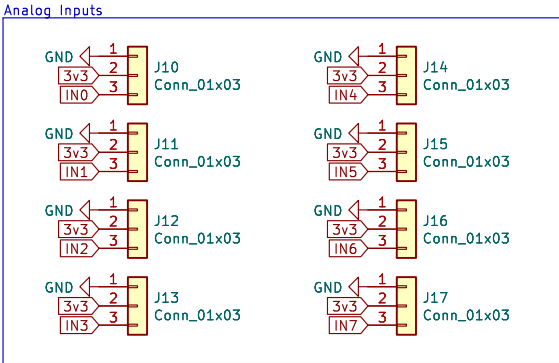 Analog Inputs
GND 1
3v3 2
IN0 3
J10
Conn_01x03
GND 1
3v3 2
IN4 3
J14
Conn_01x03
GND 1
3v3 2
IN1 3
J11
Conn_01x03
GND 1
3v3 2
IN5 3
J15
Conn_01x03
GND 1
3v3 2
IN2 3
J12
Conn_01x03
GND 1
3v3 2
IN6 3
J16
Conn_01x03
GND 1
3v3 2
IN3 3
J13
Conn_01x03
GND 1
3v3 2
IN7 3
J17
Conn_01x03